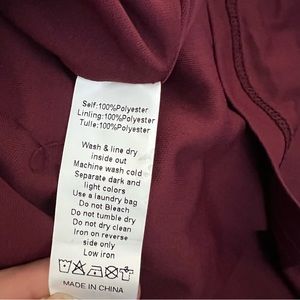 Self:100%Polyester
Linling:100%Polyester
Tulle:100%Polyester
Wash & line dry
inside out
Machine wash cold
Separate dark and
light colors
Use a laundry bag
Do not Bleach
Do not tumble dry
Do not dry clean
Iron on reverse
side only
Low iron
MADE IN CHINA